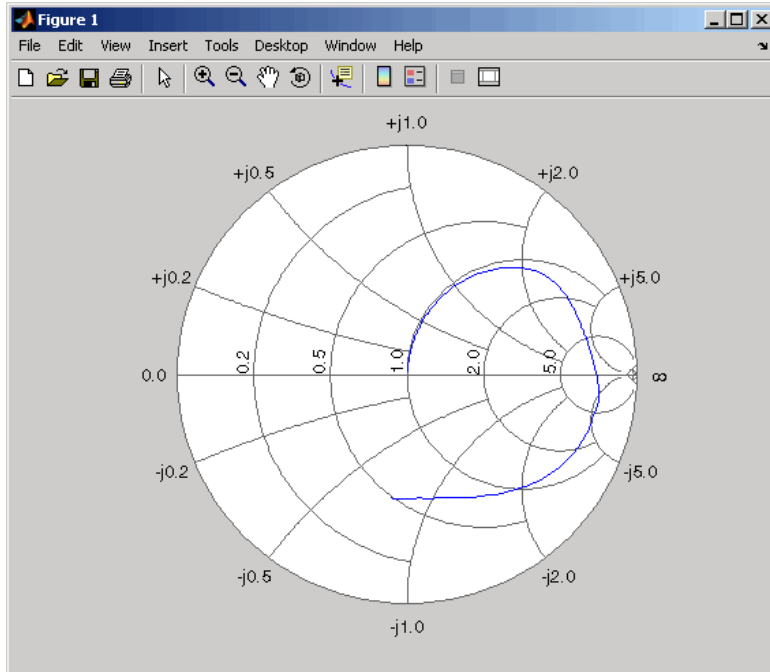 Figure 1
File Edit View Insert Tools Desktop Window Help
+j1.0
+j0.5 +j2.0
+j0.2 +j5.0
0.0 0.2 0.5 1.0 2.0 5.0 ∞
-j0.2 -j5.0
-j0.5 -j2.0
-j1.0